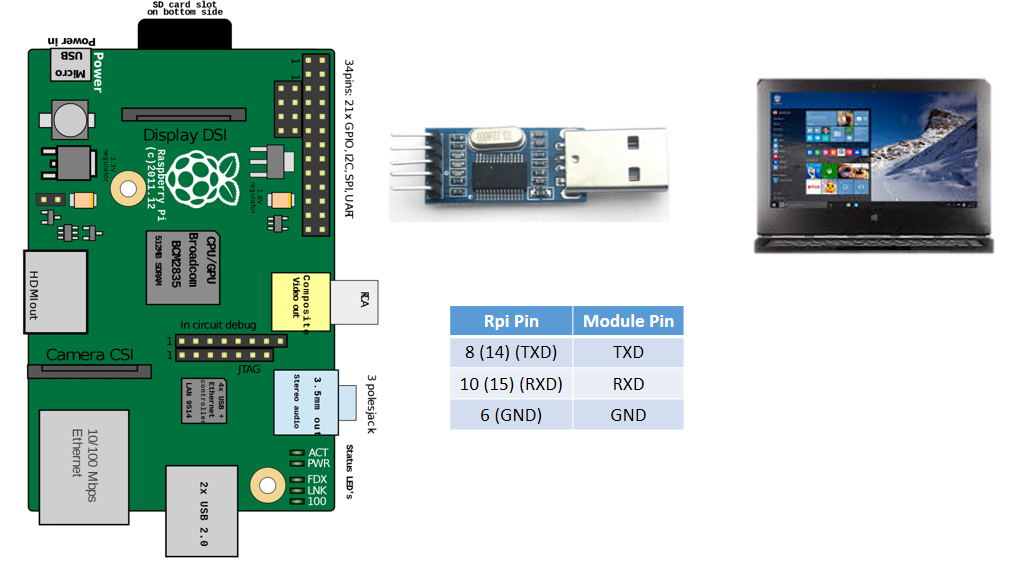 SD card slot
on bottom side
Power in
Micro
USB
Power
1
1
34pins: 21x GPIO, I2C, SPI, UART
Display DSI
3.3V
regulator
Raspberry Pi
(c)2011.12
1.8V
regulator
CPU/GPU
Broadcom
BCM2835
512MB SDRAM
HDMI out
Composite
Video out
RCA
In circuit debug
1
1
JTAG
Camera CSI
4x USB +
Ethernet
controller
LAN 9514
3.5mm out
stereo audio
3 polesjack
10/100 Mbps
Ethernet
2x USB 2.0
ACT
PWR
FDX
LNK
100
Status LED's
Rpi Pin Module Pin
8 (14) (TXD) TXD
10 (15) (RXD) RXD
6 (GND) GND